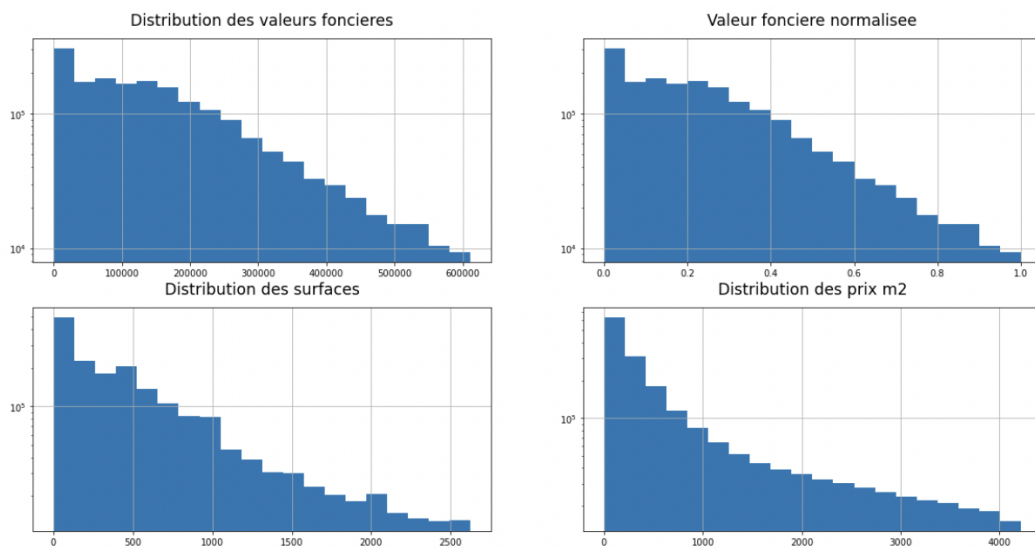 Distribution des valeurs foncieres
10⁵
10⁴
0 100000 200000 300000 400000 500000 600000
Valeur fonciere normalisee
10⁵
10⁴
0.0 0.2 0.4 0.6 0.8 1.0
Distribution des surfaces
10⁵
0 500 1000 1500 2000 2500
Distribution des prix m2
10⁵
0 1000 2000 3000 4000